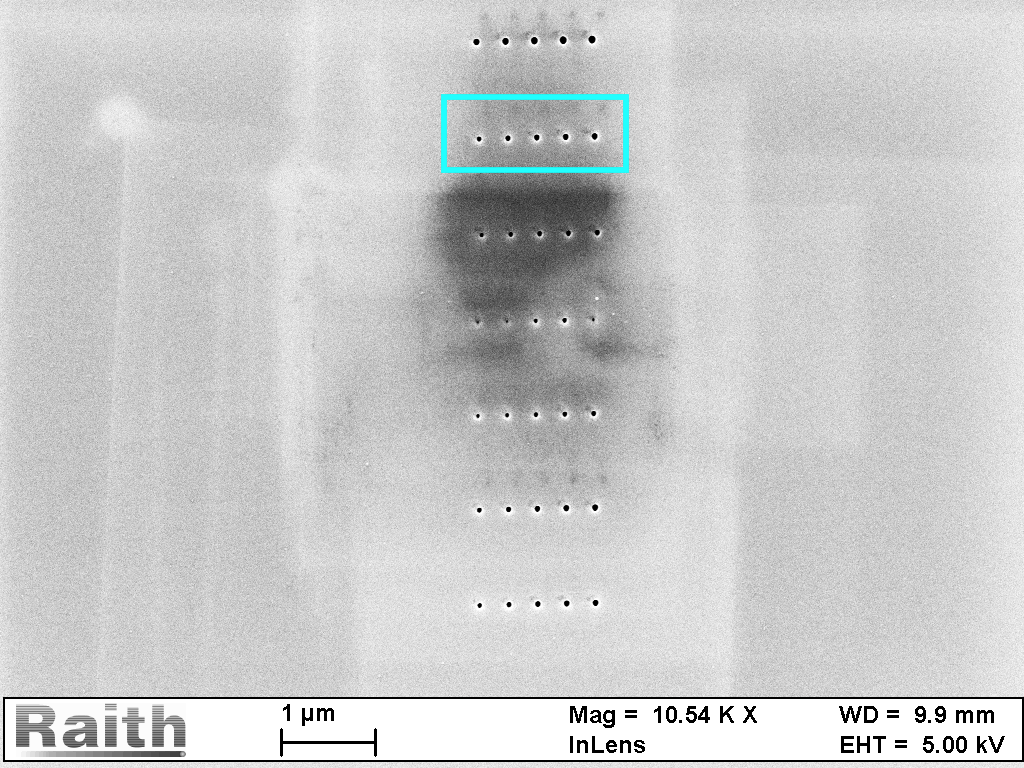 Raith
1 µm
Mag = 10.54 K X
InLens
WD = 9.9 mm
EHT = 5.00 kV